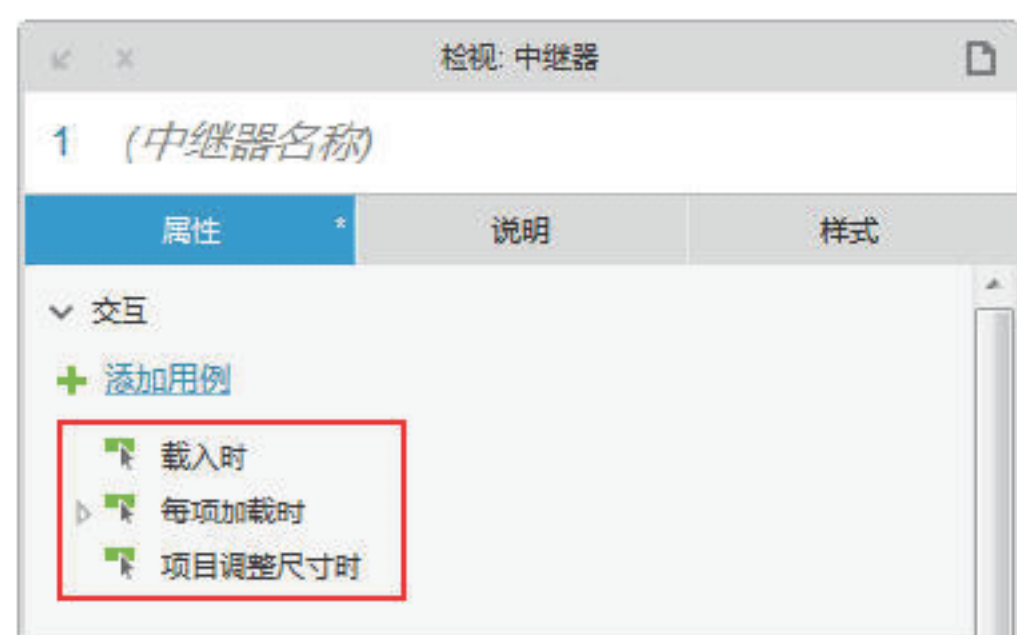 检视: 中继器
1 (中继器名称)
属性 * 说明 样式
交互
添加用例
载入时
每项加载时
项目调整尺寸时